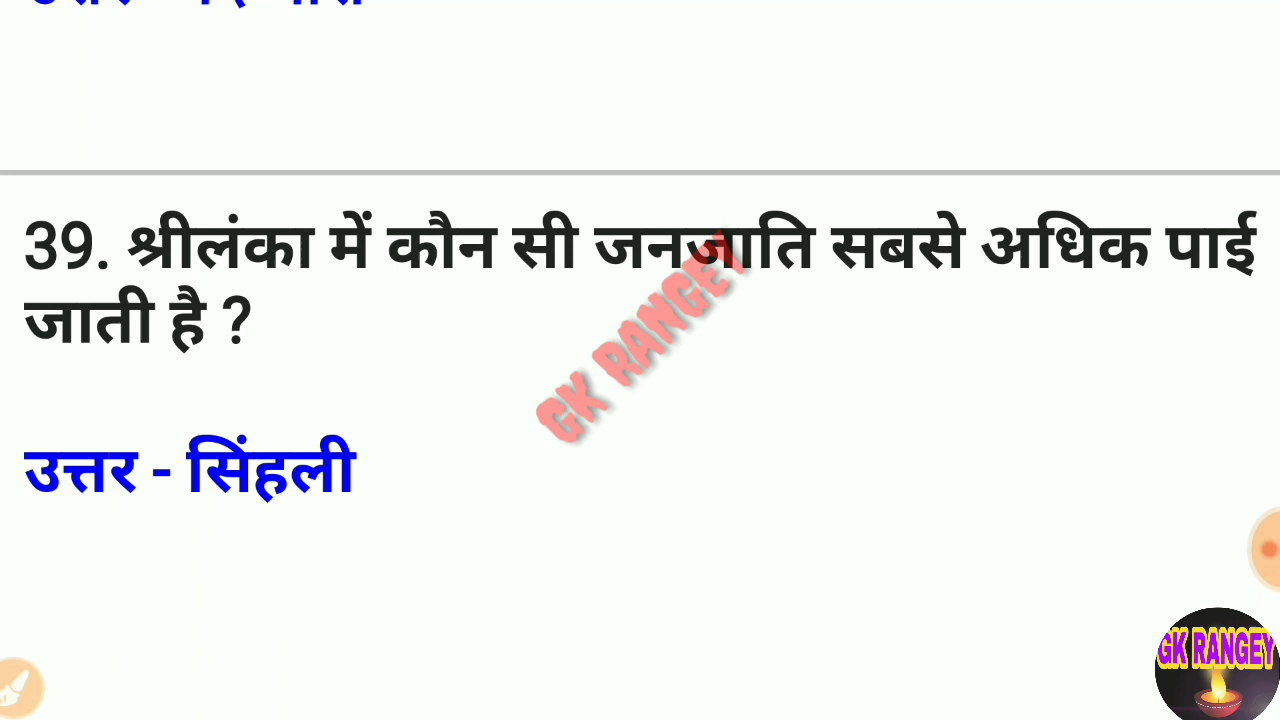 39. श्रीलंका में कौन सी जनजाति सबसे अधिक पाई
जाती है ?
GK RANGEY
उत्तर - सिंहली
GK RANGEY